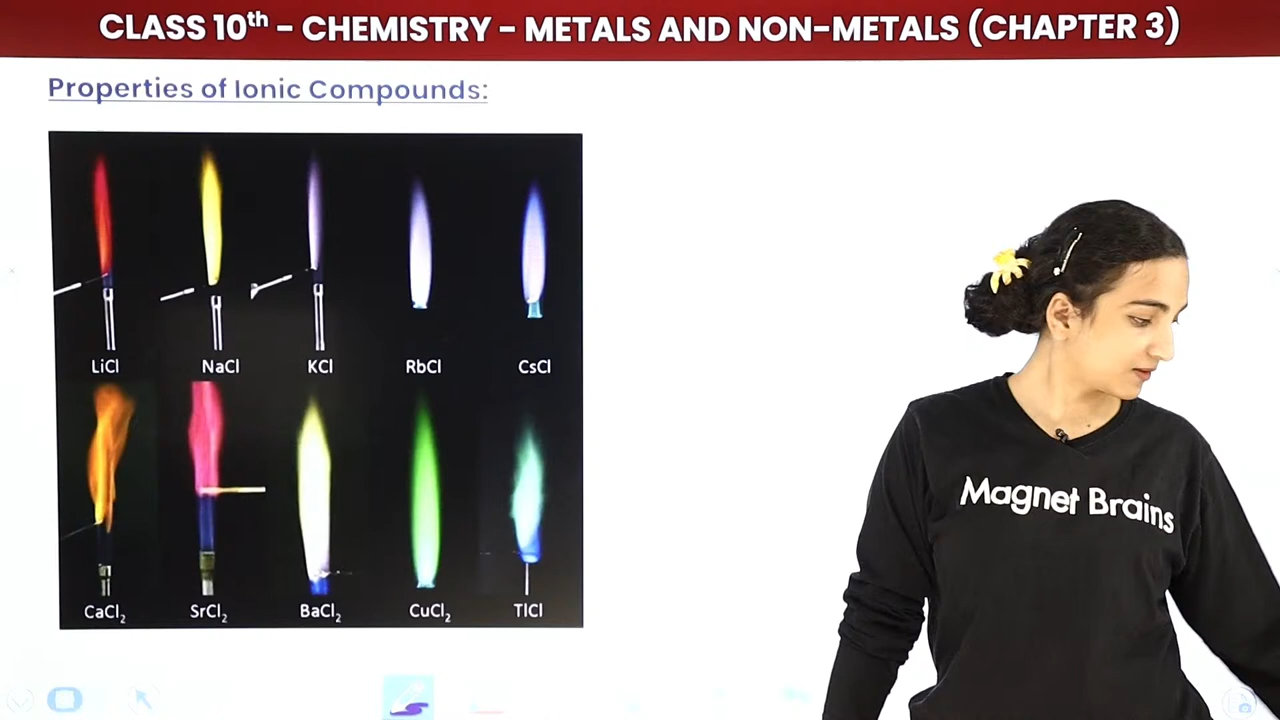 CLASS 10th - CHEMISTRY - METALS AND NON-METALS (CHAPTER 3)
Properties of Ionic Compounds:
LiCl NaCl KCl RbCl CsCl
CaCl₂ SrCl₂ BaCl₂ CuCl₂ TlCl
Magnet Brains